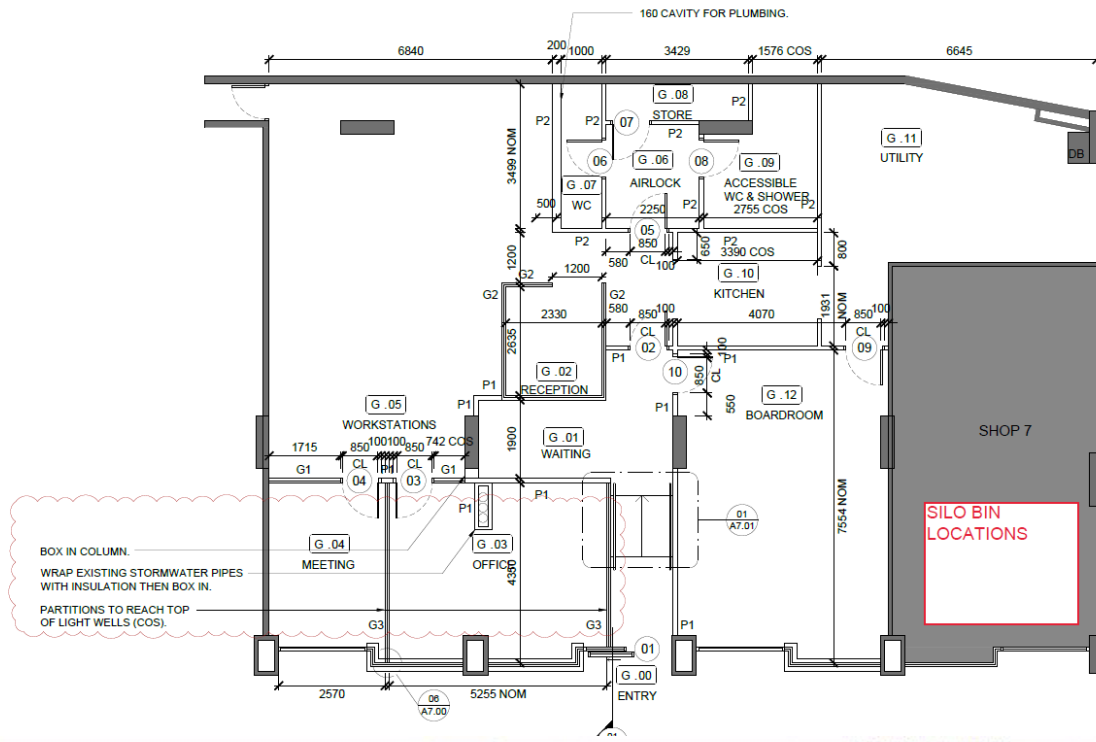 160 CAVITY FOR PLUMBING.
6840
200
1000
3429
1576 COS
6645
P2
P2
G .08
STORE
P2
07
P2
3499 NOM
06
G .06
AIRLOCK
08
G .09
ACCESSIBLE
WC & SHOWER
G .11
UTILITY
DB
G .07
WC
500
2250
P2
2755 COS
P2
05
P2
850
CL
580
100
650
P2
3390 COS
800
1200
1200
G2
G2
G2
G .10
KITCHEN
1931
NOM
2330
580
850
CL
100
4070
850
CL
100
2635
02
P1
100
P1
09
10
850
CL
550
G .02
RECEPTION
P1
P1
P1
G .12
BOARDROOM
G .05
WORKSTATIONS
G .01
WAITING
1900
SHOP 7
1715
850
CL
100
100
850
CL
742 COS
G1
04
P1
03
G1
P1
P1
7554 NOM
01
A7.01
SILO BIN
LOCATIONS
BOX IN COLUMN.
G .04
MEETING
G .03
OFFICE
4350
WRAP EXISTING STORMWATER PIPES
WITH INSULATION THEN BOX IN.
PARTITIONS TO REACH TOP
OF LIGHT WELLS (COS).
G3
G3
P1
01
G .00
ENTRY
2570
5255 NOM
06
A7.00
01